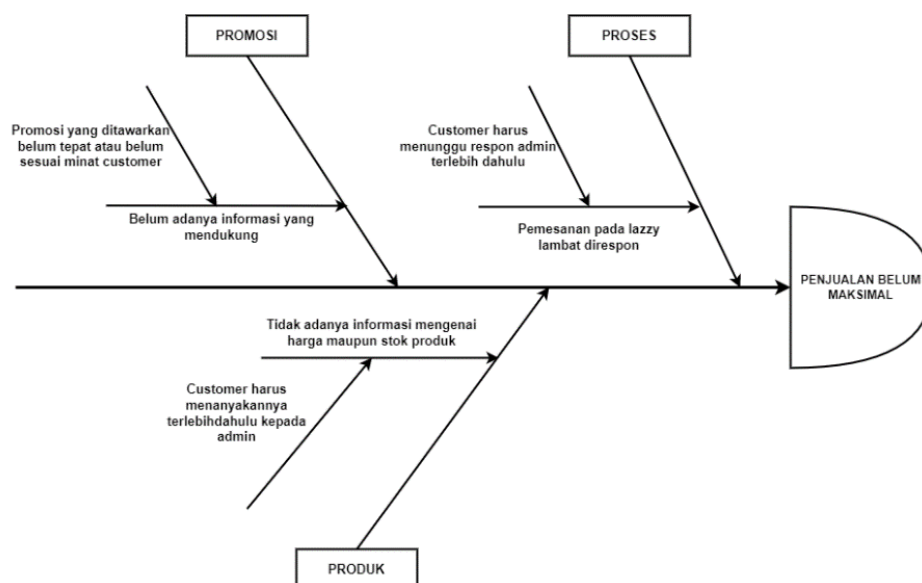 PROMOSI
PROSES
Promosi yang ditawarkan
belum tepat atau belum
sesuai minat customer
Belum adanya informasi yang
mendukung
Customer harus
menunggu respon admin
terlebih dahulu
Pemesanan pada lazzy
lambat direspon
PENJUALAN BELUM
MAKSIMAL
Tidak adanya informasi mengenai
harga maupun stok produk
Customer harus
menanyakannya
terlebihdahulu kepada
admin
PRODUK